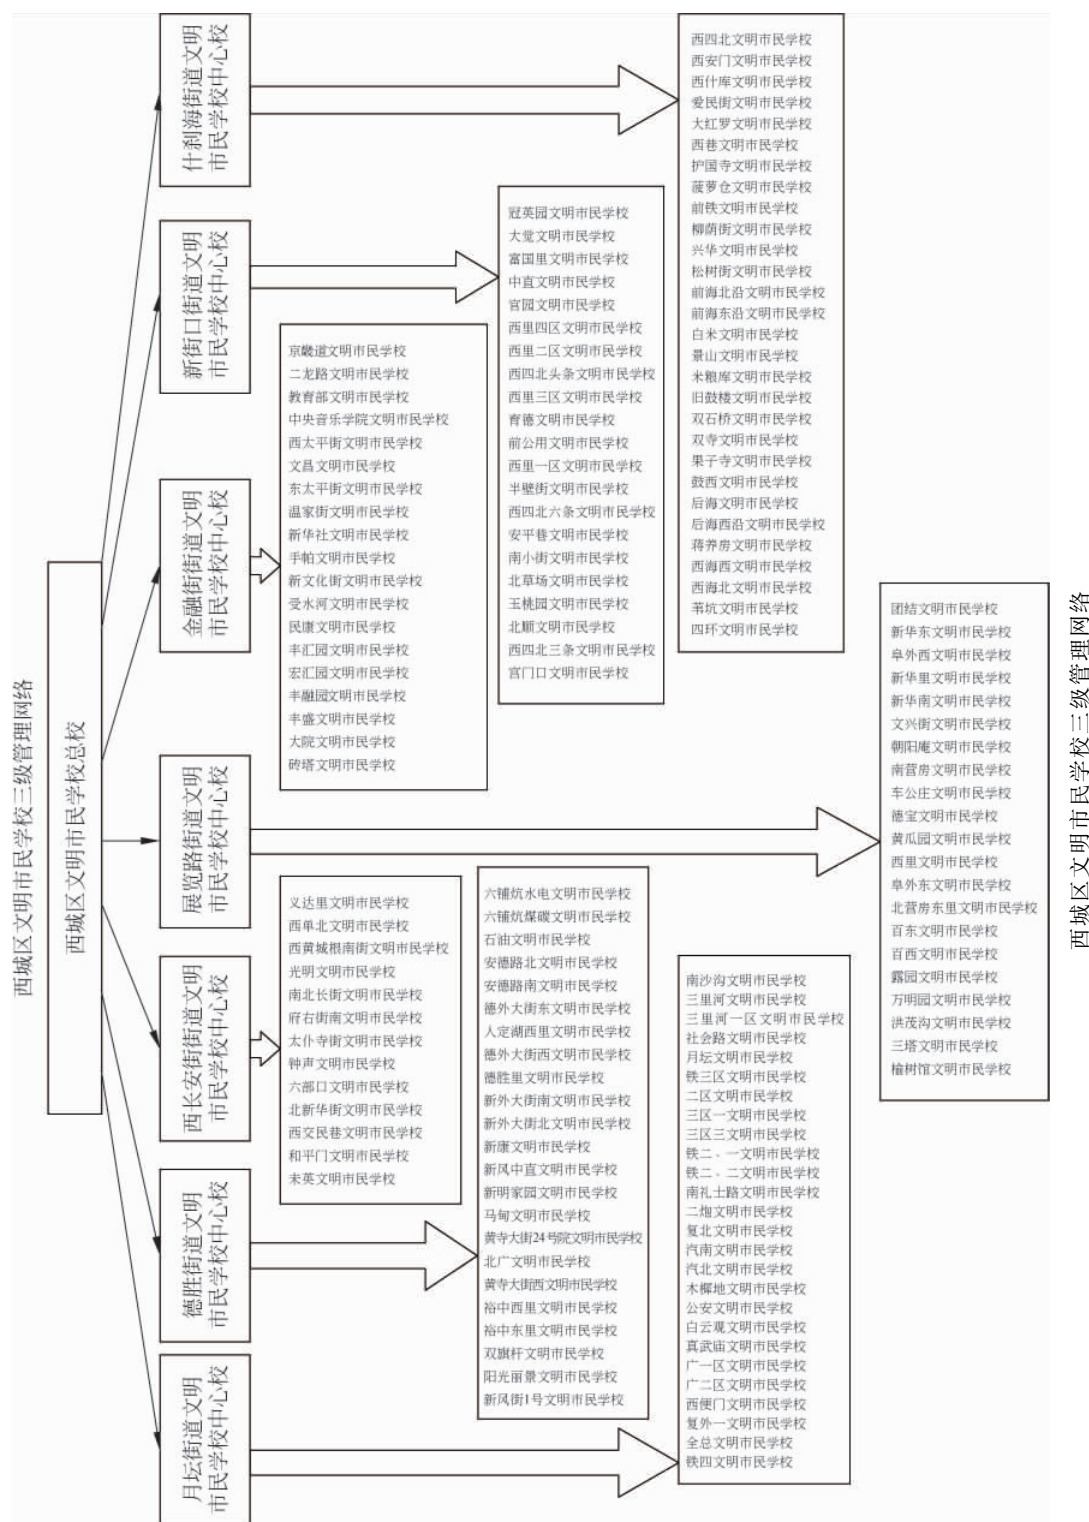 西城区文明市民学校三级管理网络
西城区文明市民学校总校
什刹海街道文明
市民学校中心校
西四北文明市民学校
西安门文明市民学校
西什库文明市民学校
爱民街文明市民学校
大红罗文明市民学校
西巷文明市民学校
护国寺文明市民学校
菠萝仓文明市民学校
前铁文明市民学校
柳荫街文明市民学校
兴华文明市民学校
松树街文明市民学校
前海北沿文明市民学校
前海东沿文明市民学校
白米文明市民学校
景山文明市民学校
米粮库文明市民学校
旧鼓楼文明市民学校
双石桥文明市民学校
双寺文明市民学校
果子寺文明市民学校
鼓西文明市民学校
后海文明市民学校
后海西沿文明市民学校
蒋养房文明市民学校
西海西文明市民学校
西海北文明市民学校
苇坑文明市民学校
四环文明市民学校
新街口街道文明
市民学校中心校
冠英园文明市民学校
大觉文明市民学校
富国里文明市民学校
中直文明市民学校
官园文明市民学校
西里四区文明市民学校
西里二区文明市民学校
西四北头条文明市民学校
西里三区文明市民学校
育德文明市民学校
前公用文明市民学校
西里一区文明市民学校
半壁街文明市民学校
西四北六条文明市民学校
安平巷文明市民学校
南小街文明市民学校
北草场文明市民学校
玉桃园文明市民学校
北顺文明市民学校
西四北三条文明市民学校
宫门口文明市民学校
金融街街道文明
市民学校中心校
京畿道文明市民学校
二龙路文明市民学校
教育部文明市民学校
中央音乐学院文明市民学校
西太平街文明市民学校
文昌文明市民学校
东太平街文明市民学校
温家街文明市民学校
新华社文明市民学校
手帕文明市民学校
新文化街文明市民学校
受水河文明市民学校
民康文明市民学校
丰汇园文明市民学校
宏汇园文明市民学校
丰融园文明市民学校
丰盛文明市民学校
大院文明市民学校
砖塔文明市民学校
展览路街道文明
市民学校中心校
团结文明市民学校
新华东文明市民学校
阜外西文明市民学校
新华里文明市民学校
新华南文明市民学校
文兴街文明市民学校
朝阳庵文明市民学校
南营房文明市民学校
车公庄文明市民学校
德宝文明市民学校
黄瓜园文明市民学校
西里文明市民学校
阜外东文明市民学校
北营房东里文明市民学校
百东文明市民学校
百西文明市民学校
露园文明市民学校
万明园文明市民学校
洪茂沟文明市民学校
三塔文明市民学校
榆树馆文明市民学校
西长安街街道文明
市民学校中心校
义达里文明市民学校
西单北文明市民学校
西黄城根南街文明市民学校
光明文明市民学校
南北长街文明市民学校
府右街南文明市民学校
太仆寺街文明市民学校
钟声文明市民学校
六部口文明市民学校
北新华街文明市民学校
西交民巷文明市民学校
和平门文明市民学校
未英文明市民学校
德胜街道文明
市民学校中心校
六铺炕水电文明市民学校
六铺炕煤碳文明市民学校
石油文明市民学校
安德路北文明市民学校
安德路南文明市民学校
德外大街东文明市民学校
人定湖西里文明市民学校
德外大街西文明市民学校
德胜里文明市民学校
新外大街南文明市民学校
新外大街北文明市民学校
新康文明市民学校
新风中直文明市民学校
新明家园文明市民学校
马甸文明市民学校
黄寺大街24号院文明市民学校
北广文明市民学校
黄寺大街西文明市民学校
裕中西里文明市民学校
裕中东里文明市民学校
双旗杆文明市民学校
阳光丽景文明市民学校
新风街1号文明市民学校
月坛街道文明
市民学校中心校
南沙沟文明市民学校
三里河文明市民学校
三里河一区文明市民学校
社会路文明市民学校
月坛文明市民学校
铁三区文明市民学校
二区文明市民学校
三区一文明市民学校
三区三文明市民学校
铁二、一文明市民学校
铁二、二文明市民学校
南礼士路文明市民学校
二炮文明市民学校
复北文明市民学校
汽南文明市民学校
汽北文明市民学校
木樨地文明市民学校
公安文明市民学校
白云观文明市民学校
真武庙文明市民学校
广一区文明市民学校
广二区文明市民学校
西便门文明市民学校
复外一文明市民学校
全总文明市民学校
铁四文明市民学校
西城区文明市民学校三级管理网络